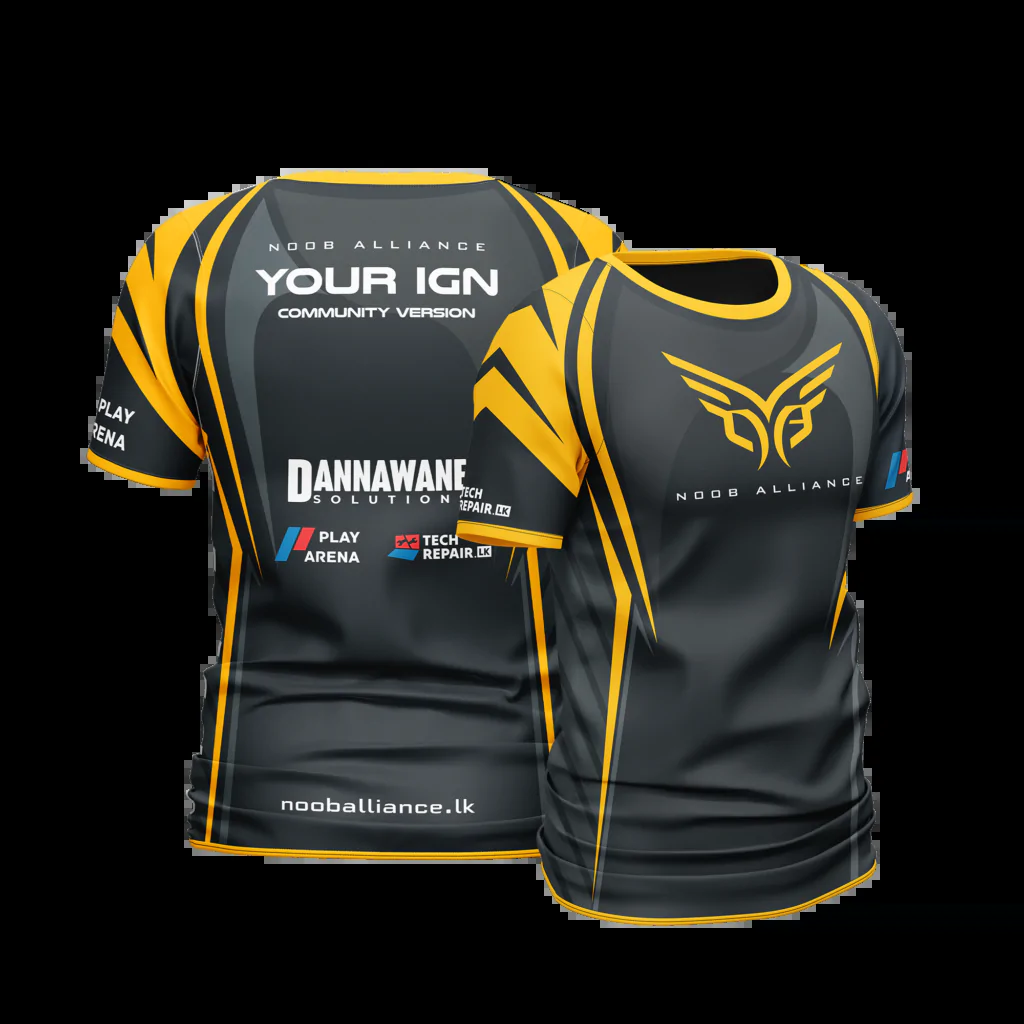 NOOB ALLIANCE
YOUR IGN
COMMUNITY VERSION
PLAY
ARENA
DANNAWANE
SOLUTION
PLAY
ARENA
TECH
REPAIR.LK
nooballiance.lk
TECH
REPAIR.LK
NOOB ALLIANCE